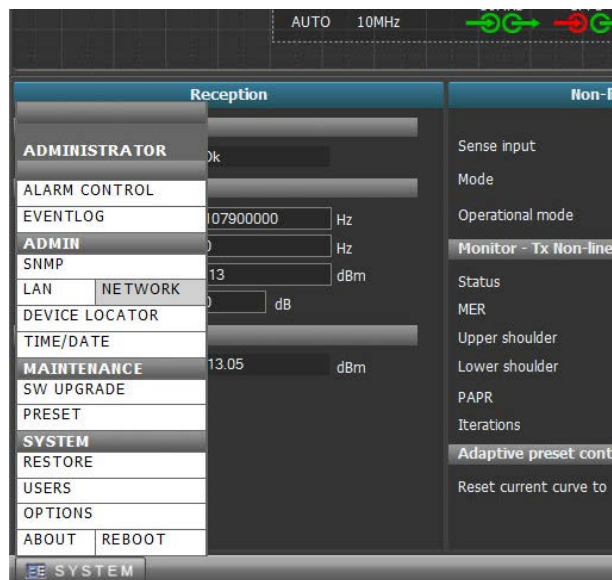 AUTO 10MHz
Reception
ADMINISTRATOR
ALARM CONTROL
EVENTLOG
ADMIN
SNMP
LAN NETWORK
DEVICE LOCATOR
TIME/DATE
MAINTENANCE
SW UPGRADE
PRESET
SYSTEM
RESTORE
USERS
OPTIONS
ABOUT REBOOT
SYSTEM
107900000 Hz
Hz
13 dBm
dB
13.05 dBm
Sense input
Mode
Operational mode
Monitor - Tx Non-line
Status
MER
Upper shoulder
Lower shoulder
PAPR
Iterations
Adaptive preset cont
Reset current curve to